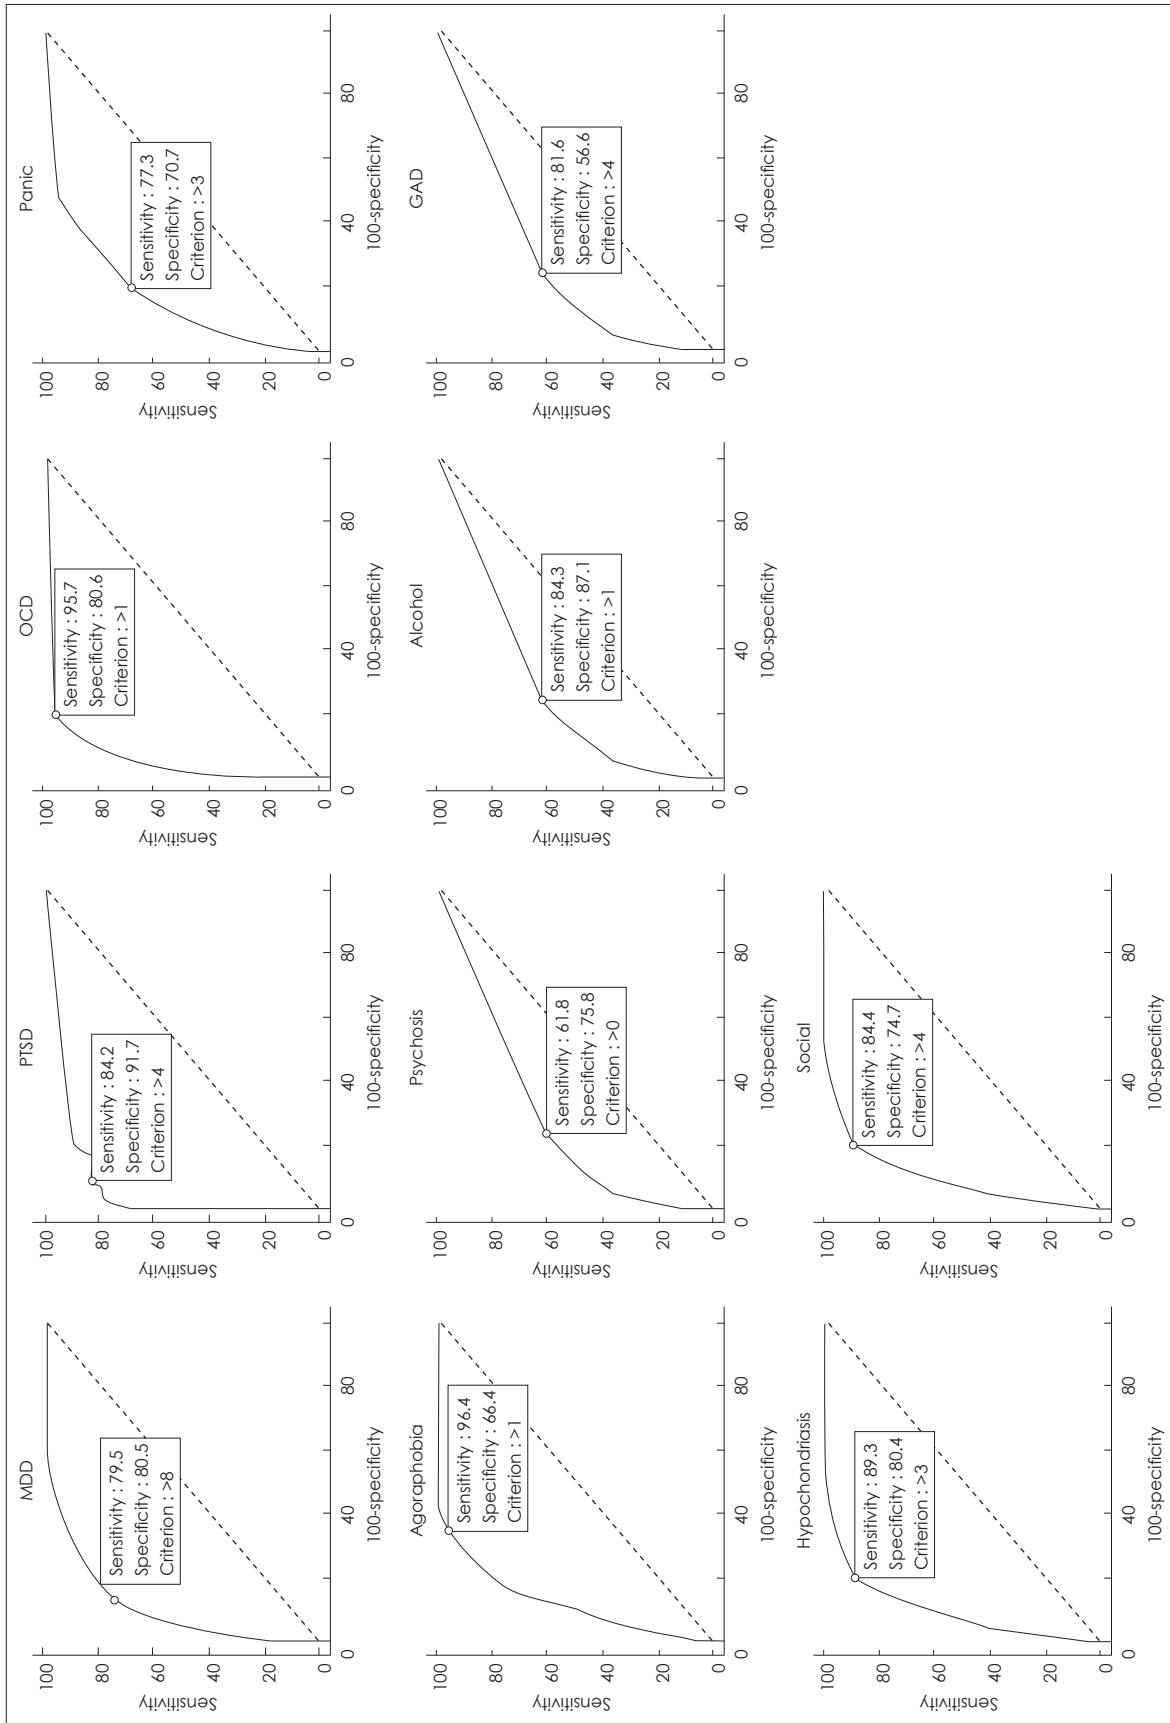 MDD
Sensitivity
100
80
60
40
20
0
Sensitivity : 79.5
Specificity : 80.5
Criterion : >8
0
40
80
100-specificity
PTSD
Sensitivity
100
80
60
40
20
0
Sensitivity : 84.2
Specificity : 91.7
Criterion : >4
0
40
80
100-specificity
OCD
Sensitivity
100
80
60
40
20
0
Sensitivity : 95.7
Specificity : 80.6
Criterion : >1
0
40
80
100-specificity
Panic
Sensitivity
100
80
60
40
20
0
Sensitivity : 77.3
Specificity : 70.7
Criterion : >3
0
40
80
100-specificity
Agoraphobia
Sensitivity
100
80
60
40
20
0
Sensitivity : 96.4
Specificity : 66.4
Criterion : >1
0
40
80
100-specificity
Psychosis
Sensitivity
100
80
60
40
20
0
Sensitivity : 61.8
Specificity : 75.8
Criterion : >0
0
40
80
100-specificity
Alcohol
Sensitivity
100
80
60
40
20
0
Sensitivity : 84.3
Specificity : 87.1
Criterion : >1
0
40
80
100-specificity
GAD
Sensitivity
100
80
60
40
20
0
Sensitivity : 81.6
Specificity : 56.6
Criterion : >4
0
40
80
100-specificity
Hypochondriasis
Sensitivity
100
80
60
40
20
0
Sensitivity : 89.3
Specificity : 80.4
Criterion : >3
0
40
80
100-specificity
Social
Sensitivity
100
80
60
40
20
0
Sensitivity : 84.4
Specificity : 74.7
Criterion : >4
0
40
80
100-specificity